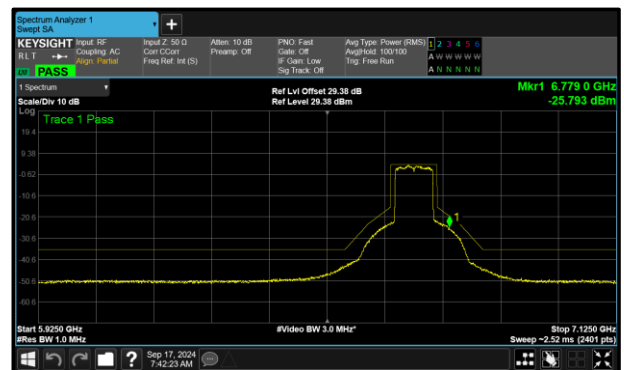 Spectrum Analyzer 1
Swept SA
+
KEYSIGHT
RLT
PASS
Input: RF
Coupling: AC
Align: Partial
Input Z: 50 Ω
Corr CCorr
Freq Ref: Int (S)
Atten: 10 dB
Preamp: Off
PNO: Fast
Gate: Off
IF Gain: Low
Sig Track: Off
Avg Type: Power (RMS)
Avg|Hold: 100/100
Trig: Free Run
1 2 3 4 5 6
A W W W W W
A N N N N N
1 Spectrum
Scale/Div 10 dB
Ref Lvl Offset 29.38 dB
Ref Level 29.38 dBm
Mkr1 6.779 0 GHz
-25.793 dBm
Log
Trace 1 Pass
19.4
9.38
-0.62
-10.6
-20.6
-30.6
-40.6
-50.6
-60.6
1
Start 5.9250 GHz
#Res BW 1.0 MHz
#Video BW 3.0 MHz*
Stop 7.1250 GHz
Sweep ~2.52 ms (2401 pts)
?
Sep 17, 2024
7:42:23 AM